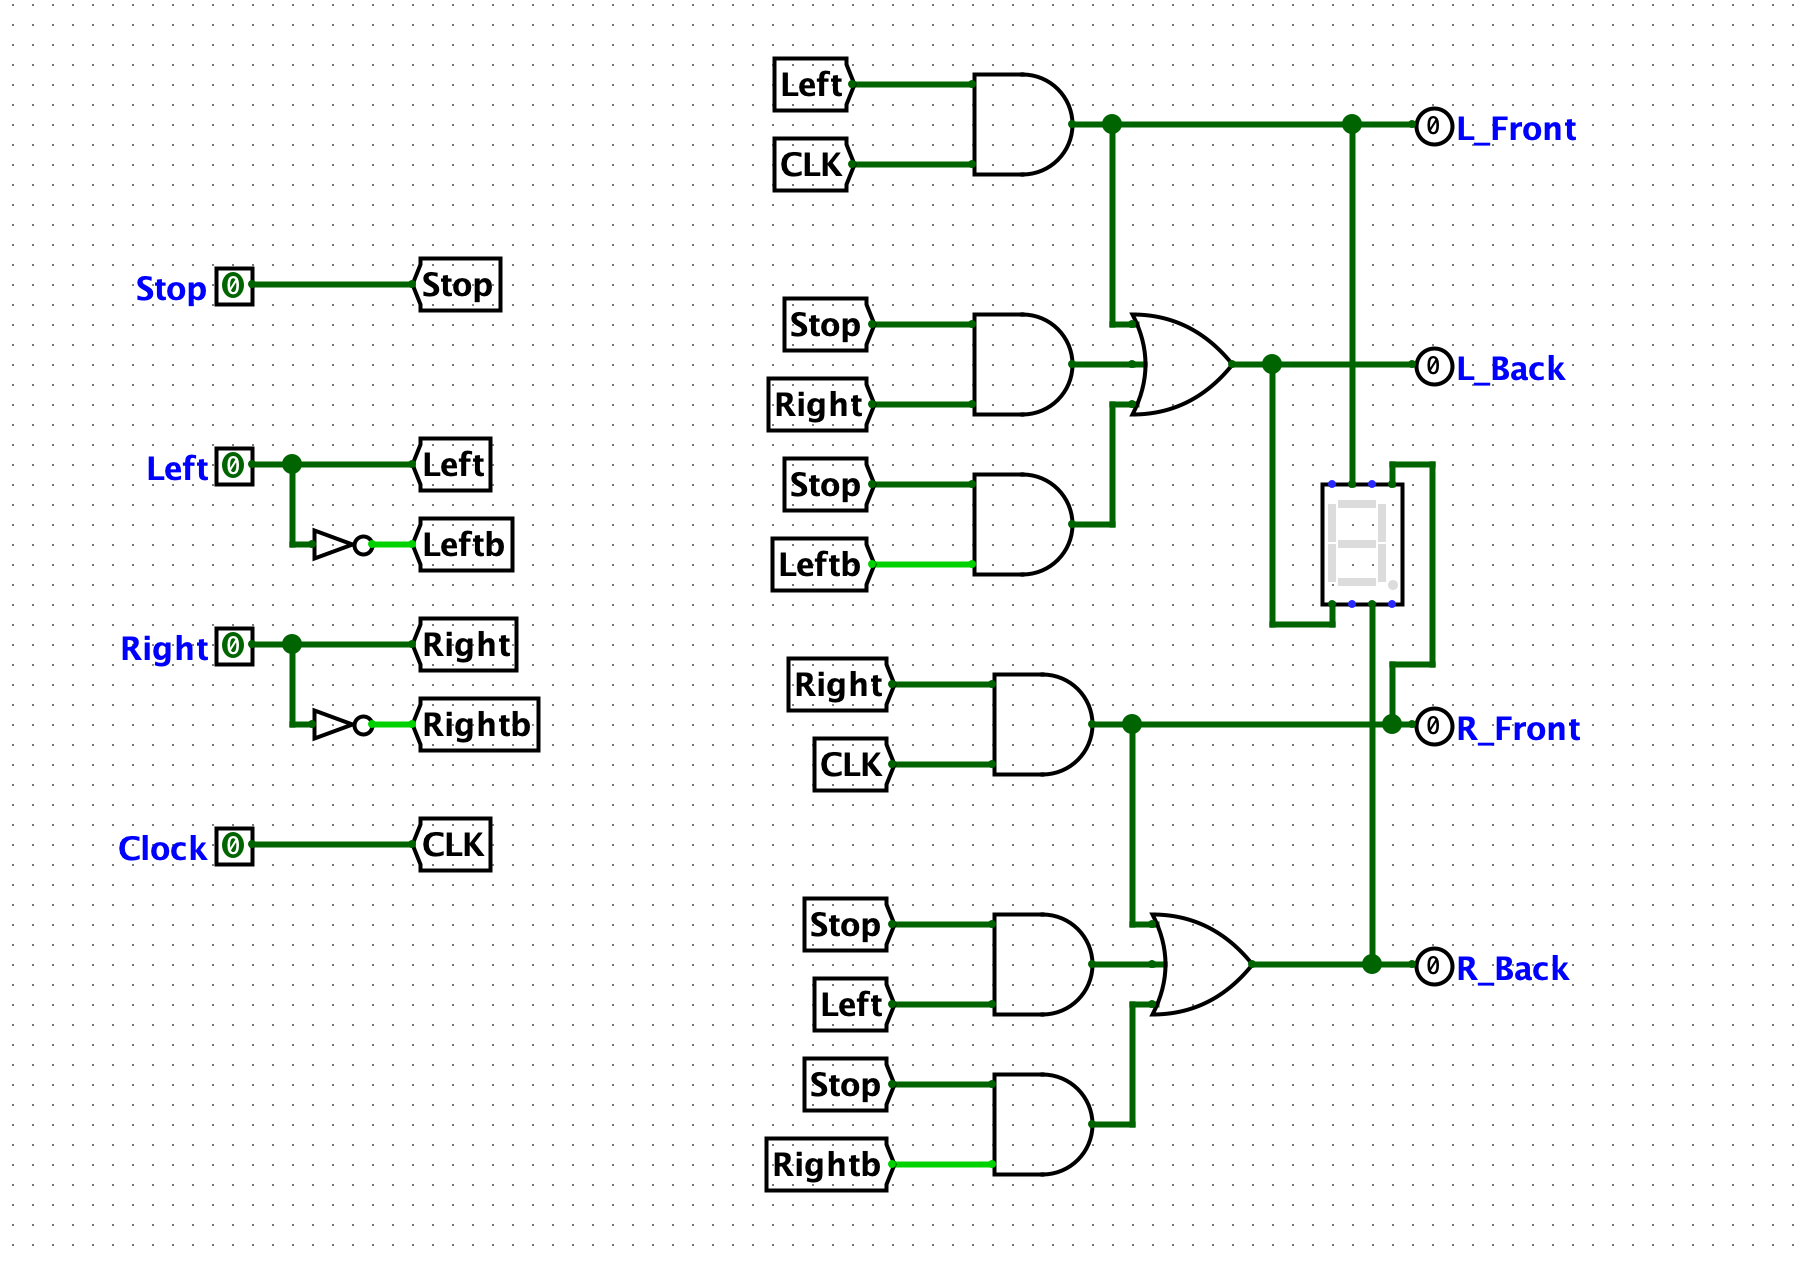 Stop 0 Stop
Left 0 Left
Leftb
Right 0 Right
Rightb
Clock 0 CLK
Left
CLK
0 L_Front
Stop
Right
0 L_Back
Stop
Leftb
Right
CLK
0 R_Front
Stop
Left
0 R_Back
Stop
Rightb